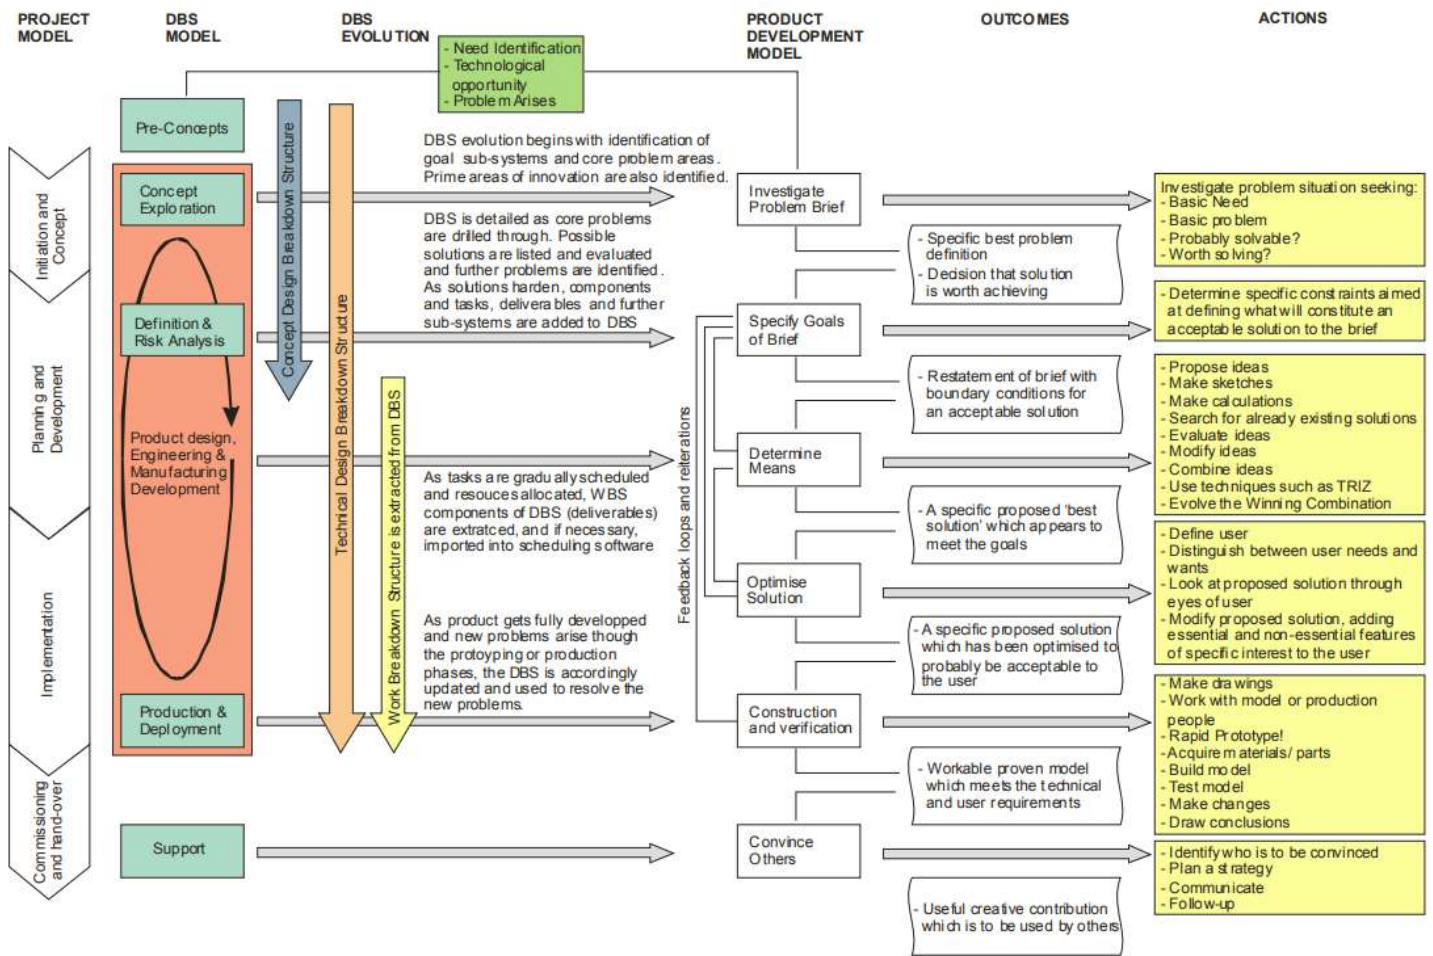 PROJECT
MODEL
DBS
MODEL
DBS
EVOLUTION
PRODUCT
DEVELOPMENT
MODEL
OUTCOMES
ACTIONS
- Need Identification
- Technological
opportunity
- Problem Arises
Initiation and
Concept
Planning and
Development
Implementation
Commissioning
and hand-over
Pre-Concepts
Concept
Exploration
Definition &
Risk Analysis
Product design,
Engineering &
Manufacturing
Development
Production &
Deployment
Support
Concept Design Breakdown Structure
Technical Design Breakdown Structure
Work Breakdown Structure is extracted from DBS
DBS evolution begins with identification of
goal sub-systems and core problem areas.
Prime areas of innovation are also identified.
DBS is detailed as core problems
are drilled through. Possible
solutions are listed and evaluated
and further problems are identified.
As solutions harden, components
and tasks, deliverables and further
sub-systems are added to DBS
As tasks are gradually scheduled
and resouces allocated, WBS
components of DBS (deliverables)
are extratced, and if necessary,
imported into scheduling software
As product gets fully developped
and new problems arise though
the protoyping or production
phases, the DBS is accordingly
updated and used to resolve the
new problems.
Feedback loops and reiterations
Investigate
Problem Brief
Specify Goals
of Brief
Determine
Means
Optimise
Solution
Construction
and verification
Convince
Others
- Specific best problem
definition
- Decision that solution
is worth achieving
- Restatement of brief with
boundary conditions for
an acceptable solution
- A specific proposed 'best
solution' which appears to
meet the goals
- A specific proposed solution
which has been optimised to
probably be acceptable to
the user
- Workable proven model
which meets the technical
and user requirements
- Useful creative contribution
which is to be used by others
Investigate problem situation seeking:
- Basic Need
- Basic problem
- Probably solvable?
- Worth solving?
- Determine specific constraints aimed
at defining what will constitute an
acceptable solution to the brief
- Propose ideas
- Make sketches
- Make calculations
- Search for already existing solutions
- Evaluate ideas
- Modify ideas
- Combine ideas
- Use techniques such as TRIZ
- Evolve the Winning Combination
- Define user
- Distinguish between user needs and
wants
- Look at proposed solution through
eyes of user
- Modify proposed solution, adding
essential and non-essential features
of specific interest to the user
- Make drawings
- Work with model or production
people
- Rapid Prototype!
- Acquire materials/ parts
- Build model
- Test model
- Make changes
- Draw conclusions
- Identify who is to be convinced
- Plan a strategy
- Communicate
- Follow-up